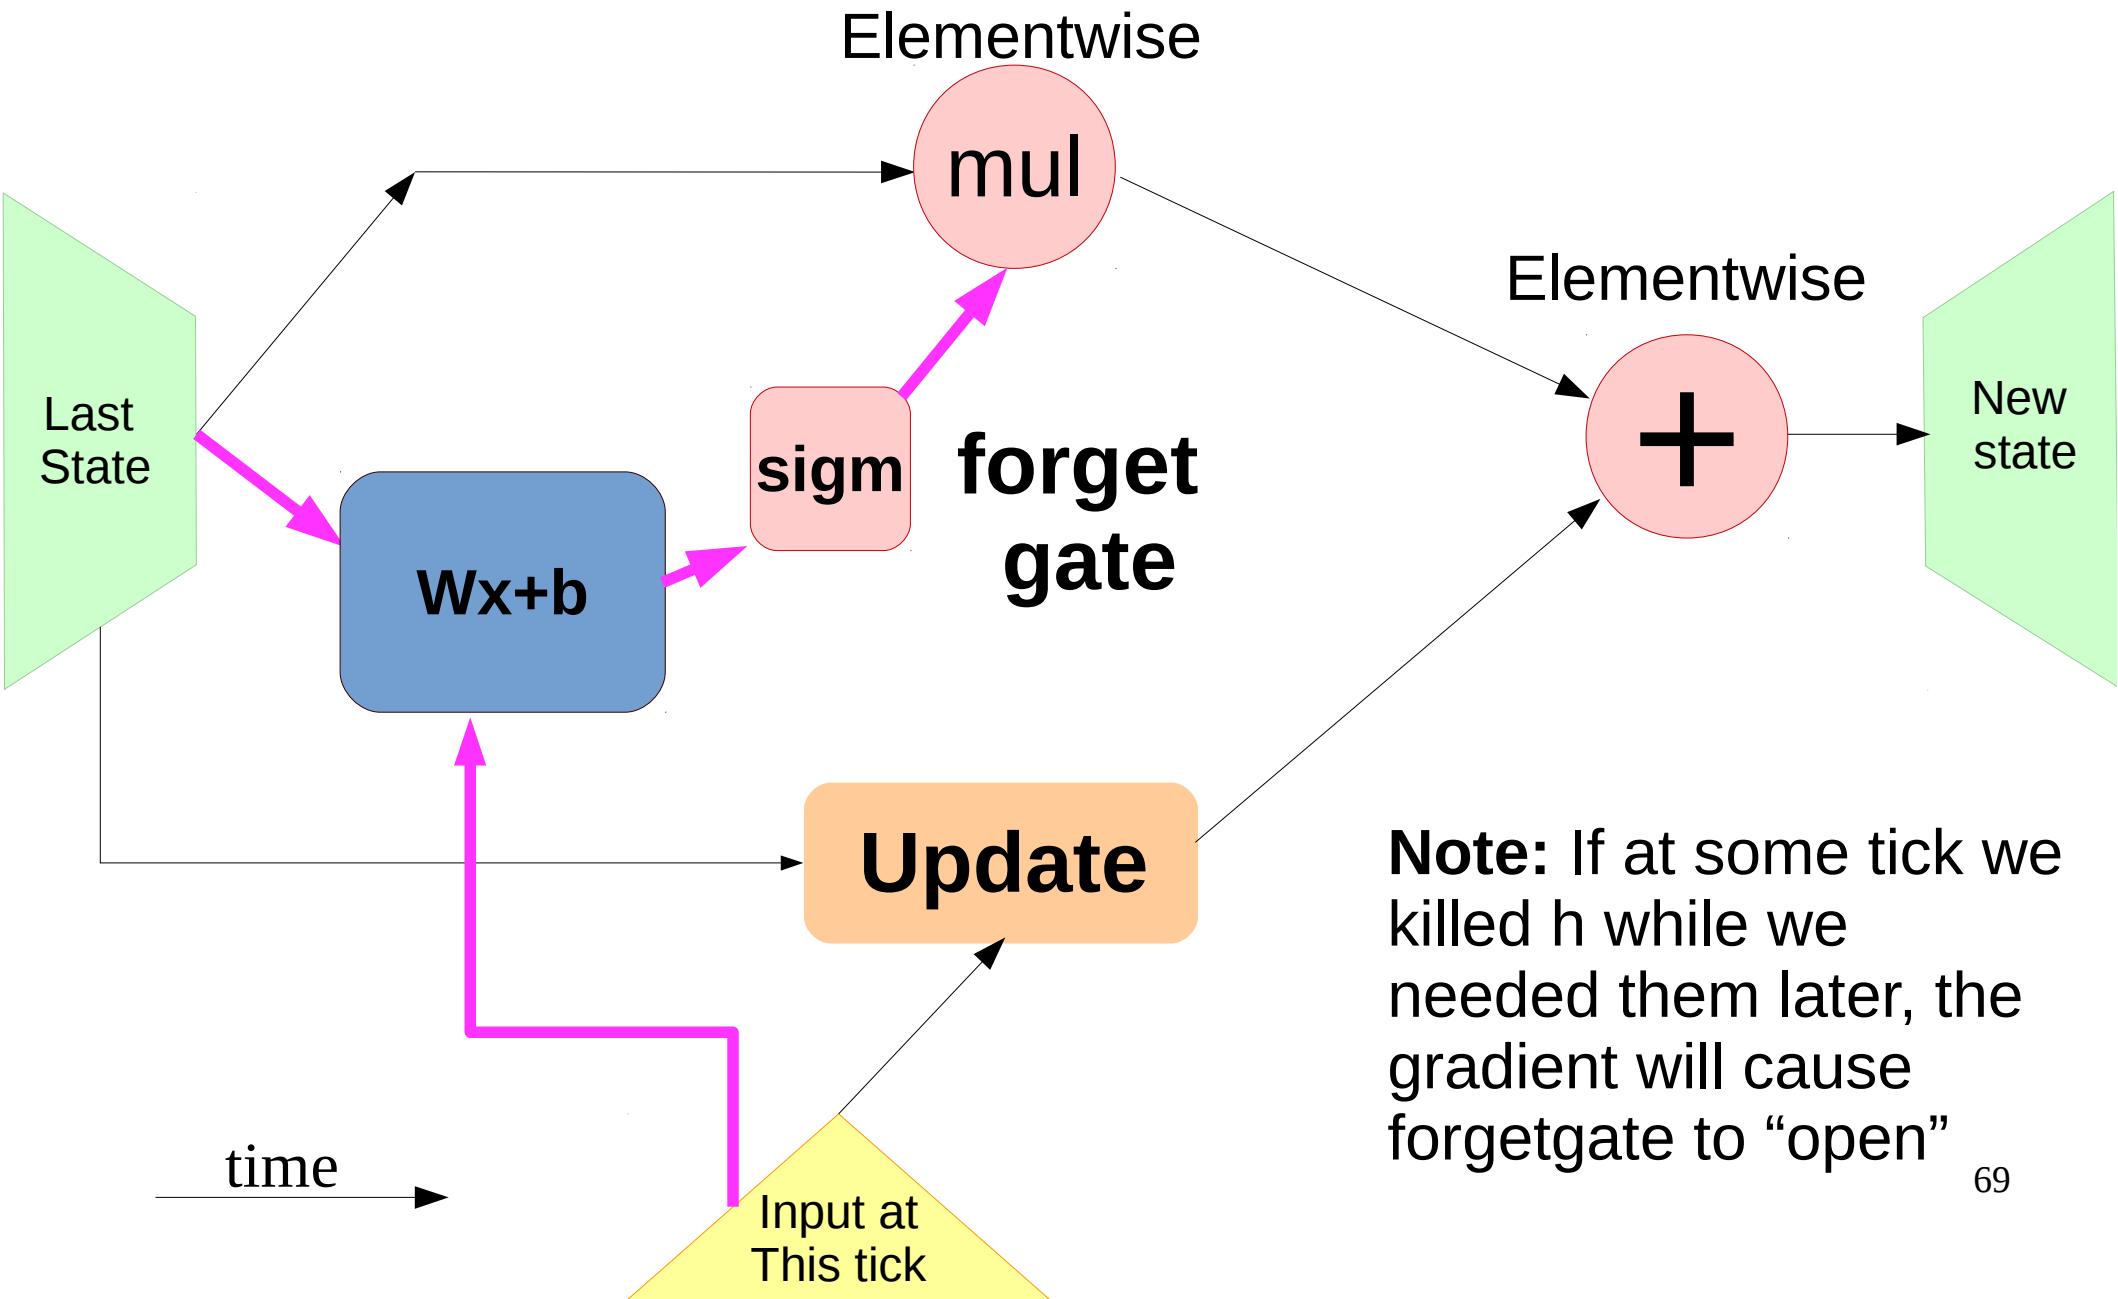 Elementwise
mul
Elementwise
+
Last
State
New
state
sigm
forget
gate
Wx+b
Update
Note: If at some tick we
killed h while we
needed them later, the
gradient will cause
forgetgate to “open”
time
69
Input at
This tick